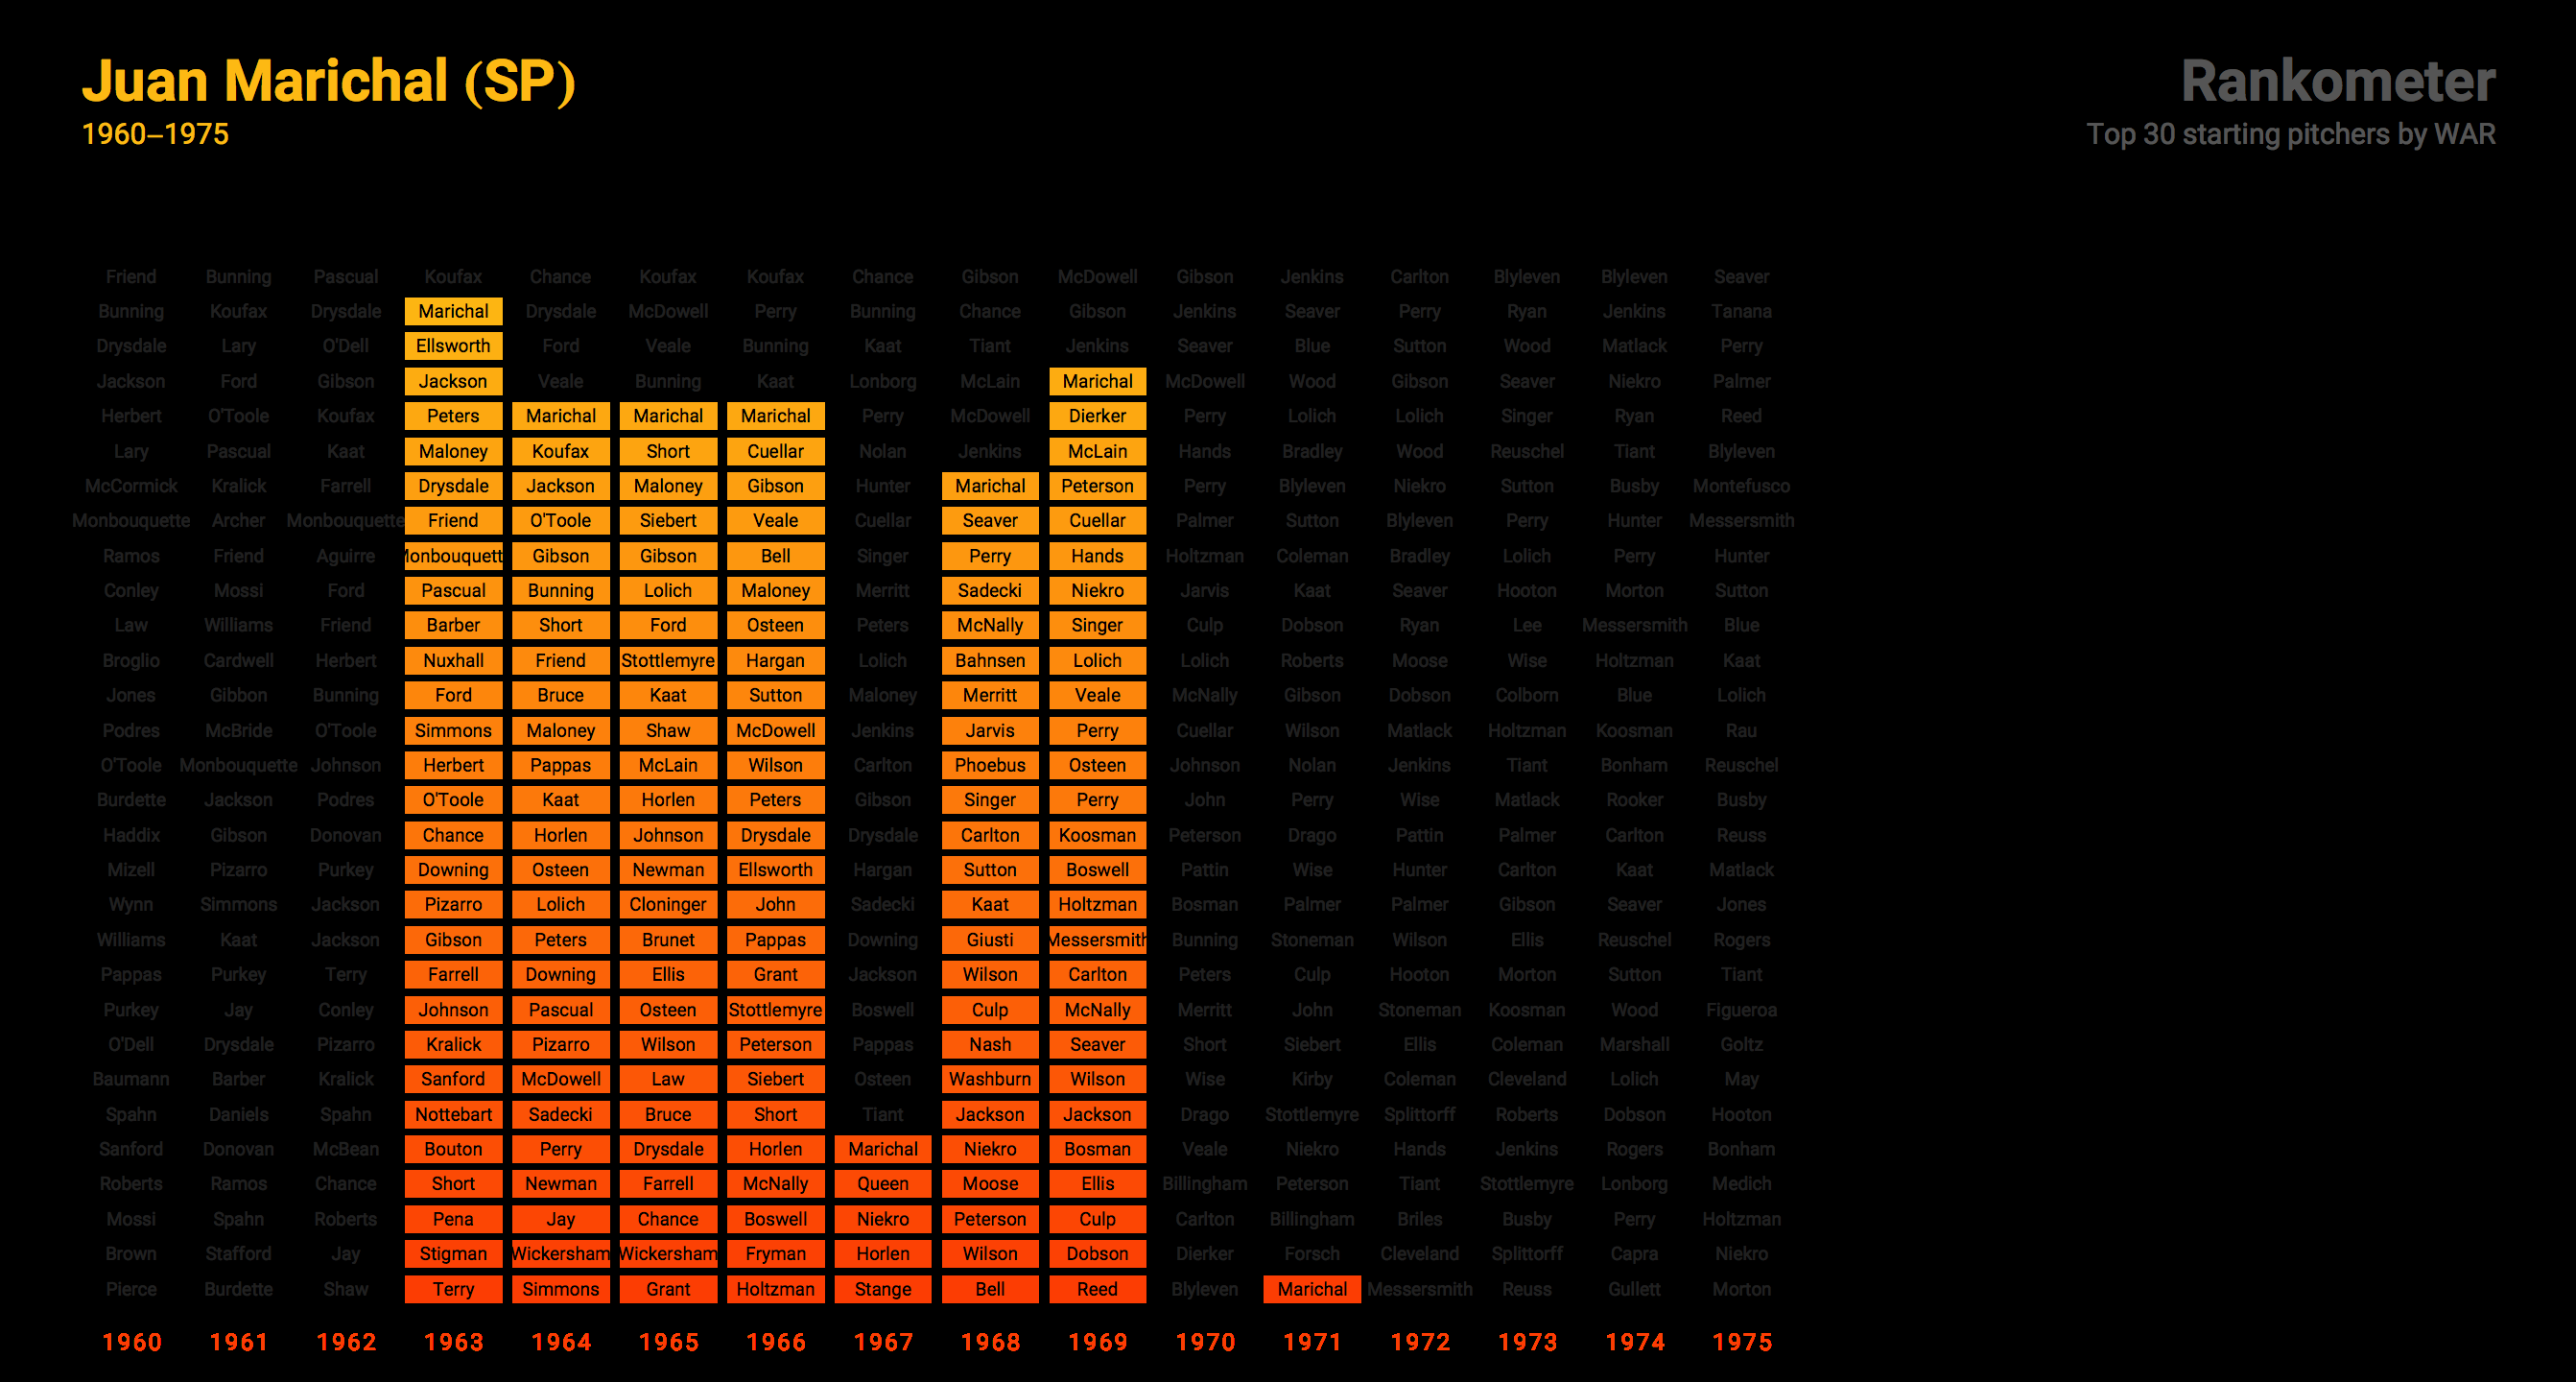 Juan Marichal (SP)
1960–1975
Rankometer
Top 30 starting pitchers by WAR
Friend Bunning Pascual Koufax Chance Koufax Koufax Chance Gibson McDowell Gibson Jenkins Carlton Blyleven Blyleven Seaver
Bunning Koufax Drysdale Marichal Drysdale McDowell Perry Bunning Chance Gibson Jenkins Seaver Perry Ryan Jenkins Tanana
Drysdale Lary O'Dell Ellsworth Ford Veale Bunning Kaat Tiant Jenkins Seaver Blue Sutton Wood Matlack Perry
Jackson Ford Gibson Jackson Veale Bunning Kaat Lonborg McLain Marichal McDowell Wood Gibson Seaver Niekro Palmer
Herbert O'Toole Koufax Peters Marichal Marichal Marichal Perry McDowell Dierker Perry Lolich Lolich Singer Ryan Reed
Lary Pascual Kaat Maloney Koufax Short Cuellar Nolan Jenkins McLain Hands Bradley Wood Reuschel Tiant Blyleven
McCormick Kralick Farrell Drysdale Jackson Maloney Gibson Hunter Marichal Peterson Perry Blyleven Niekro Sutton Busby Montefusco
Monbouquette Archer Monbouquette Friend O'Toole Siebert Veale Cuellar Seaver Cuellar Palmer Sutton Blyleven Perry Hunter Messersmith
Ramos Friend Aguirre Monbouquett Gibson Gibson Bell Singer Perry Hands Holtzman Coleman Bradley Lolich Perry Hunter
Conley Mossi Ford Pascual Bunning Lolich Maloney Merritt Sadecki Niekro Jarvis Kaat Seaver Hooton Morton Sutton
Law Williams Friend Barber Short Ford Osteen Peters McNally Singer Culp Dobson Ryan Lee Messersmith Blue
Broglio Cardwell Herbert Nuxhall Friend Stottlemyre Hargan Lolich Bahnsen Lolich Lolich Roberts Moose Wise Holtzman Kaat
Jones Gibbon Bunning Ford Bruce Kaat Sutton Maloney Merritt Veale McNally Gibson Dobson Colborn Blue Lolich
Podres McBride O'Toole Simmons Maloney Shaw McDowell Jenkins Jarvis Perry Cuellar Wilson Matlack Holtzman Koosman Rau
O'Toole Monbouquette Johnson Herbert Pappas McLain Wilson Carlton Phoebus Osteen Johnson Nolan Jenkins Tiant Bonham Reuschel
Burdette Jackson Podres O'Toole Kaat Horlen Peters Gibson Singer Perry John Perry Wise Matlack Rooker Busby
Haddix Gibson Donovan Chance Horlen Johnson Drysdale Drysdale Carlton Koosman Peterson Drago Pattin Palmer Carlton Reuss
Mizell Pizarro Purkey Downing Osteen Newman Ellsworth Hargan Sutton Boswell Pattin Wise Hunter Carlton Kaat Matlack
Wynn Simmons Jackson Pizarro Lolich Cloninger John Sadecki Kaat Holtzman Bosman Palmer Palmer Gibson Seaver Jones
Williams Kaat Jackson Gibson Peters Brunet Pappas Downing Giusti Messersmith Bunning Stoneman Wilson Ellis Reuschel Rogers
Pappas Purkey Terry Farrell Downing Ellis Grant Jackson Wilson Carlton Peters Culp Hooton Morton Sutton Tiant
Purkey Jay Conley Johnson Pascual Osteen Stottlemyre Boswell Culp McNally Merritt John Stoneman Koosman Wood Figueroa
O'Dell Drysdale Pizarro Kralick Pizarro Wilson Peterson Pappas Nash Seaver Short Siebert Ellis Coleman Marshall Goltz
Baumann Barber Kralick Sanford McDowell Law Siebert Osteen Washburn Wilson Wise Kirby Coleman Cleveland Lolich May
Spahn Daniels Spahn Nottebart Sadecki Bruce Short Tiant Jackson Jackson Drago Stottlemyre Splittorff Roberts Dobson Hooton
Sanford Donovan McBean Bouton Perry Drysdale Horlen Marichal Niekro Bosman Veale Niekro Hands Jenkins Rogers Bonham
Roberts Ramos Chance Short Newman Farrell McNally Queen Moose Ellis Billingham Peterson Tiant Stottlemyre Lonborg Medich
Mossi Spahn Roberts Pena Jay Chance Boswell Niekro Peterson Culp Carlton Billingham Briles Busby Perry Holtzman
Brown Stafford Jay Stigman Wickersham Wickersham Fryman Horlen Wilson Dobson Dierker Forsch Cleveland Splittorff Capra Niekro
Pierce Burdette Shaw Terry Simmons Grant Holtzman Stange Bell Reed Blyleven Marichal Messersmith Reuss Gullett Morton
1960 1961 1962 1963 1964 1965 1966 1967 1968 1969 1970 1971 1972 1973 1974 1975